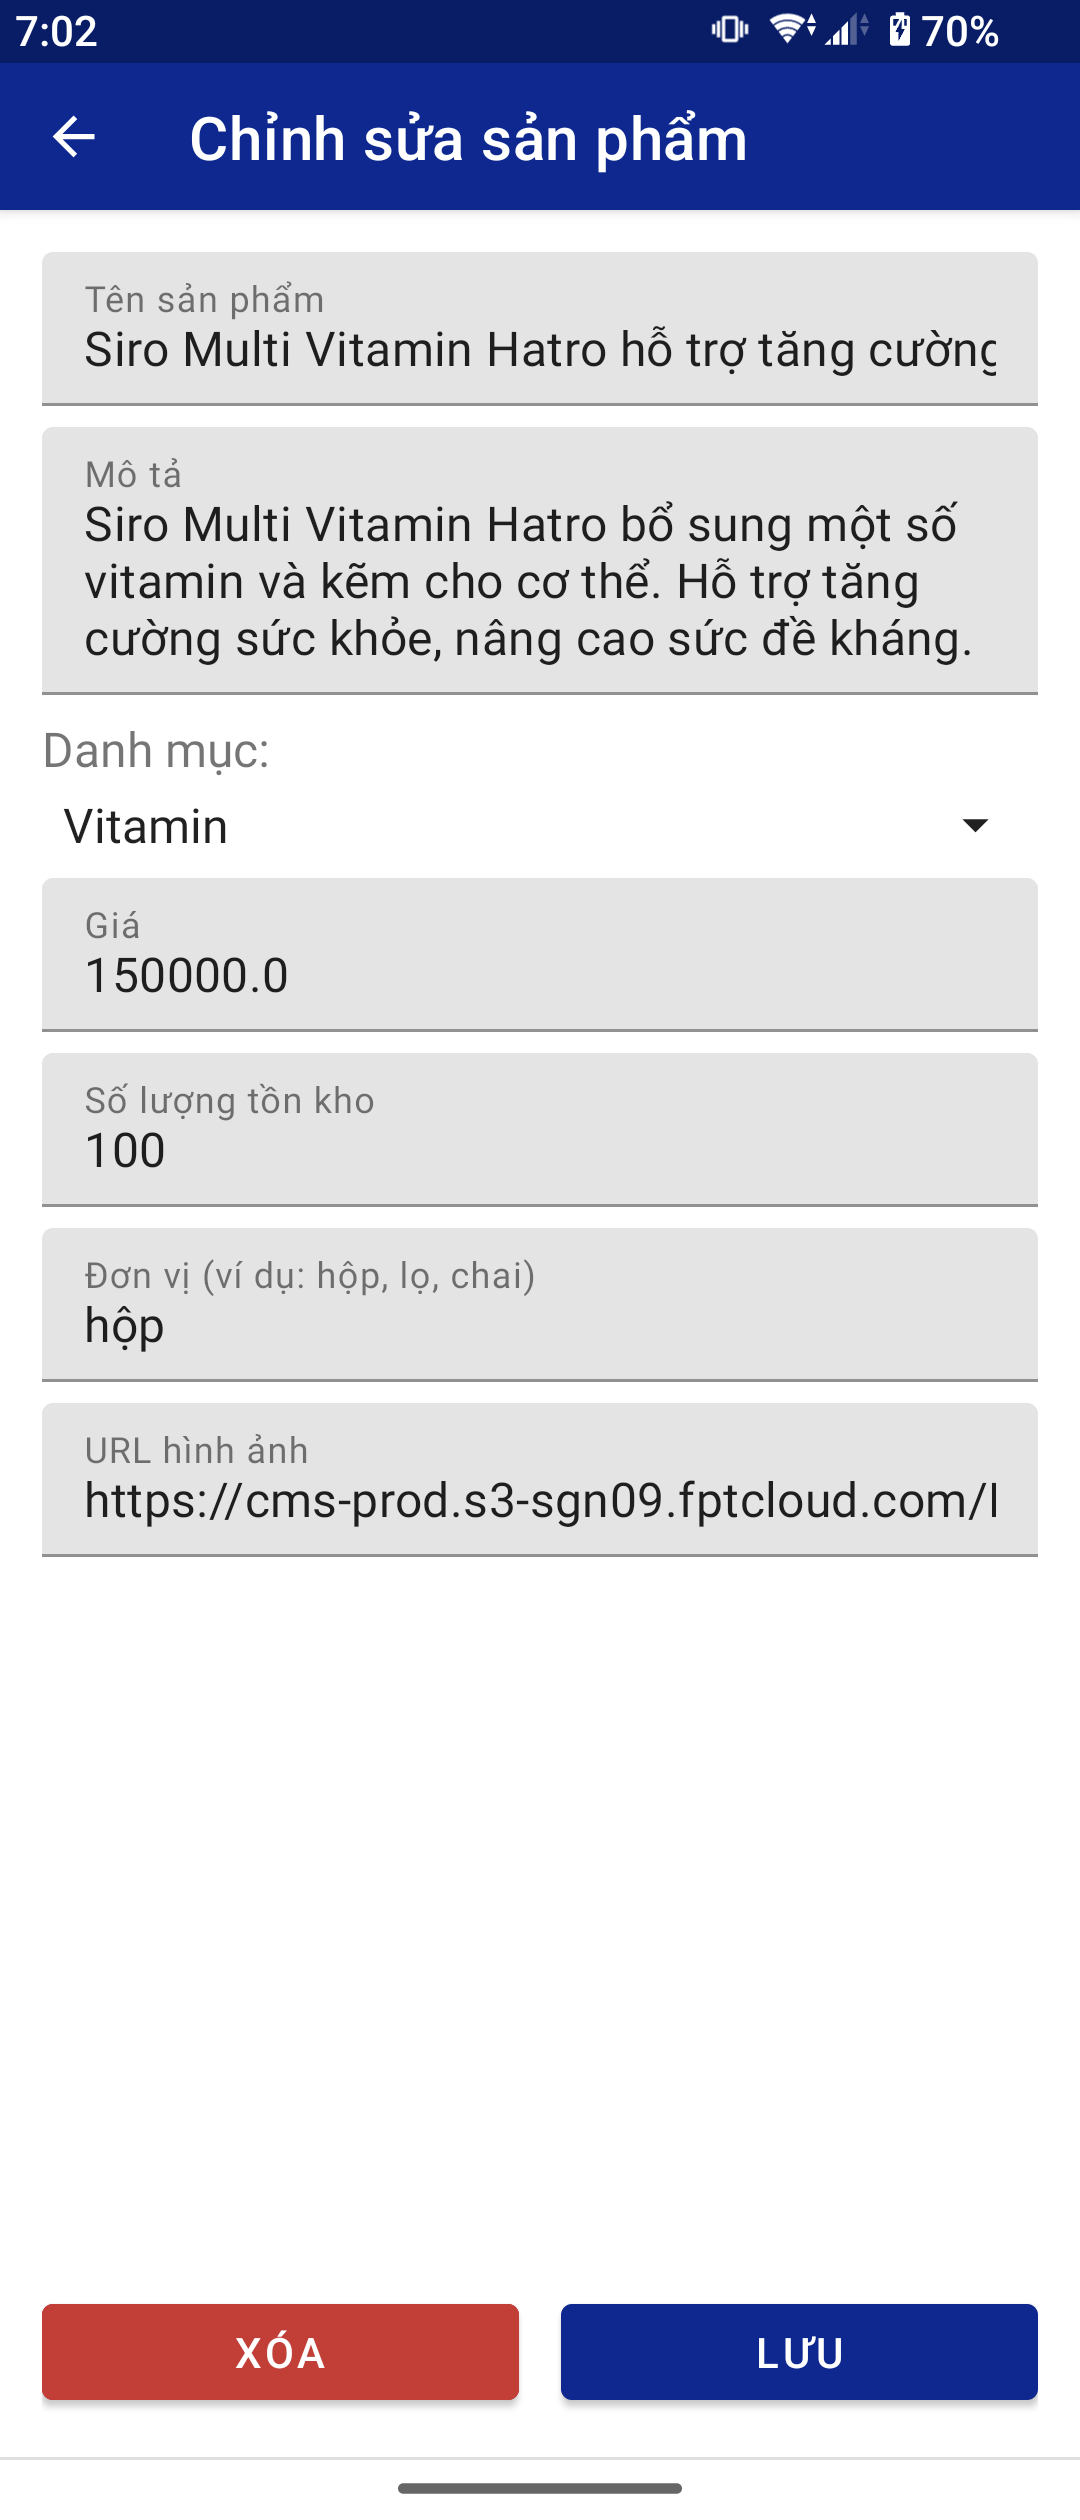 7:02
70%
Chỉnh sửa sản phẩm
Tên sản phẩm
Siro Multi Vitamin Hatro hỗ trợ tăng cường
Mô tả
Siro Multi Vitamin Hatro bổ sung một số
vitamin và kẽm cho cơ thể. Hỗ trợ tăng
cường sức khỏe, nâng cao sức đề kháng.
Danh mục:
Vitamin
Giá
150000.0
Số lượng tồn kho
100
Đơn vị (ví dụ: hộp, lọ, chai)
hộp
URL hình ảnh
https://cms-prod.s3-sgn09.fptcloud.com/
XÓA
LƯU